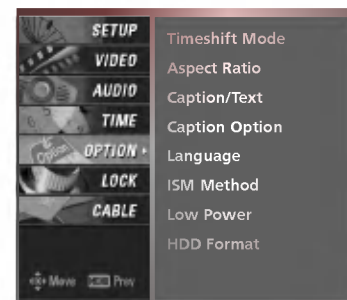 SETUP
VIDEO
AUDIO
TIME
OPTION
LOCK
CABLE
Move Prev
Timeshift Mode
Aspect Ratio
Caption/Text
Caption Option
Language
ISM Method
Low Power
HDD Format